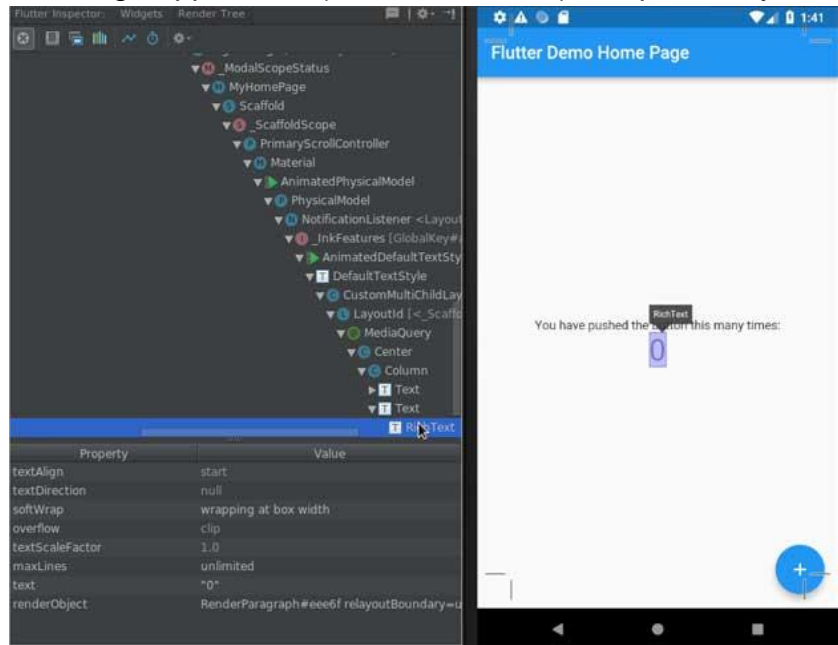 Flutter Inspector: Widgets Render Tree
_ModalScopeStatus
MyHomePage
Scaffold
_ScaffoldScope
PrimaryScrollController
Material
AnimatedPhysicalModel
PhysicalModel
NotificationListener <Layout
_InkFeatures [GlobalKey#
AnimatedDefaultTextSty
DefaultTextStyle
CustomMultiChildLay
LayoutId [<_Scaffo
MediaQuery
Center
Column
Text
Text
RichText
Property Value
textAlign start
textDirection null
softWrap wrapping at box width
overflow clip
textScaleFactor 1.0
maxLines unlimited
text "0"
renderObject RenderParagraph#eee6f relayoutBoundary=u
1:41
Flutter Demo Home Page
RichText
You have pushed the button this many times:
0
+